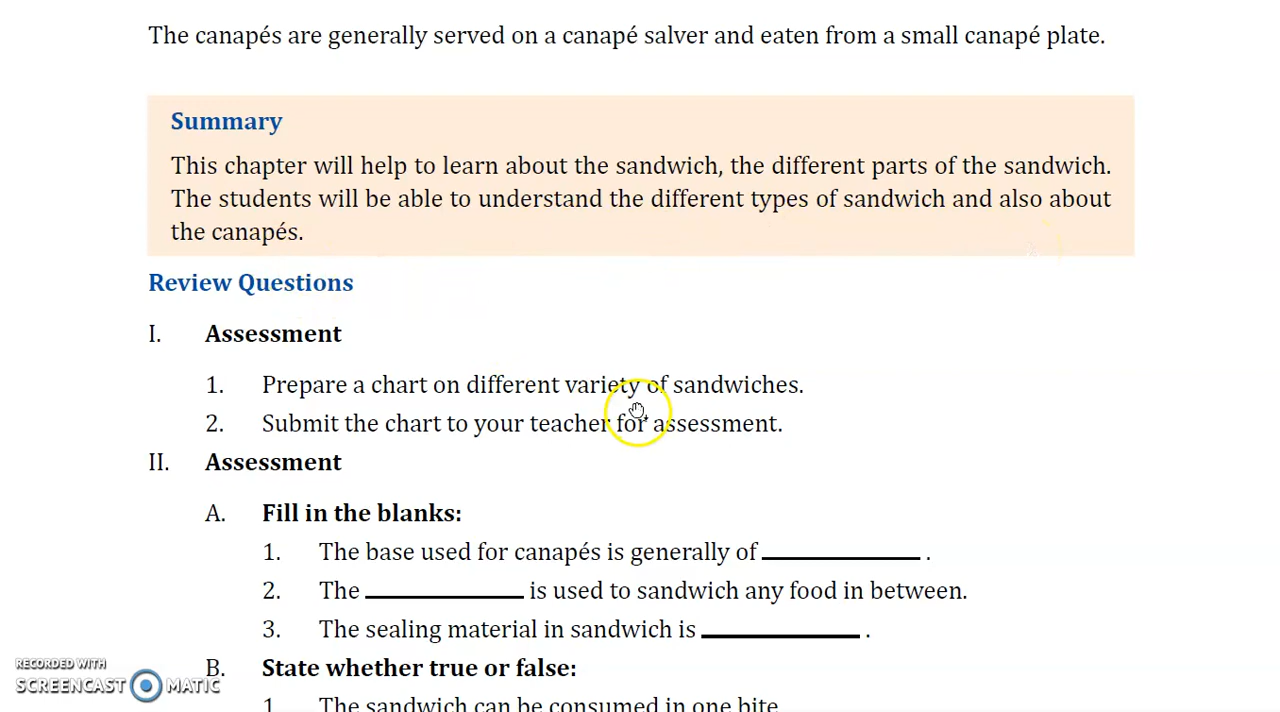 The canapés are generally served on a canapé salver and eaten from a small canapé plate.
Summary
This chapter will help to learn about the sandwich, the different parts of the sandwich.
The students will be able to understand the different types of sandwich and also about
the canapés.
Review Questions
I. Assessment
1. Prepare a chart on different variety of sandwiches.
2. Submit the chart to your teacher for assessment.
II. Assessment
A. Fill in the blanks:
1. The base used for canapés is generally of ____________ .
2. The ____________ is used to sandwich any food in between.
3. The sealing material in sandwich is ____________ .
RECORDED WITH
SCREENCAST MATIC
B. State whether true or false:
1. The sandwich can be consumed in one bite